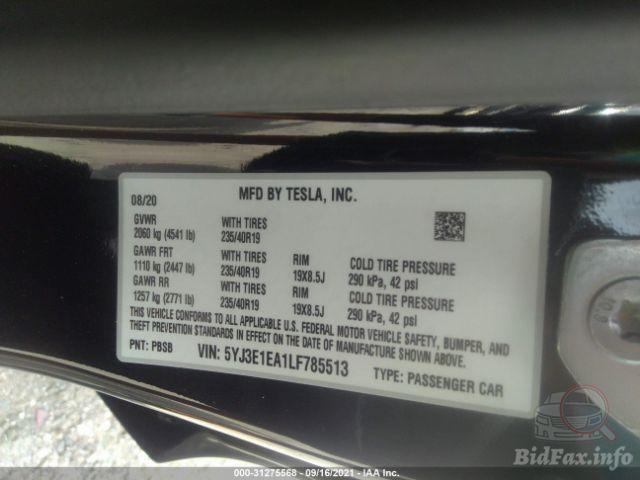 MFD BY TESLA, INC.
08/20
GVWR WITH TIRES
2060 kg (4541 lb) 235/40R19
GAWR FRT WITH TIRES RIM COLD TIRE PRESSURE
1110 kg (2447 lb) 235/40R19 19X8.5J 290 kPa, 42 psi
GAWR RR WITH TIRES RIM COLD TIRE PRESSURE
1257 kg (2771 lb) 235/40R19 19X8.5J 290 kPa, 42 psi
THIS VEHICLE CONFORMS TO ALL APPLICABLE U.S. FEDERAL MOTOR VEHICLE SAFETY, BUMPER, AND
THEFT PREVENTION STANDARDS IN EFFECT ON THE DATE OF MANUFACTURE SHOWN ABOVE.
PNT: PBSB VIN: 5YJ3E1EA1LF785513 TYPE: PASSENGER CAR
10.9
BidFax.info
000-31275568 - 09/16/2021 - IAA Inc.